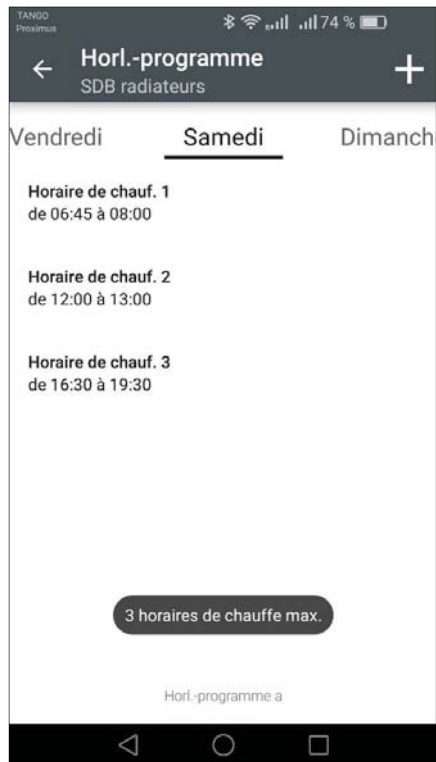 TANGO
Proximus
74 %
Horl.-programme
SDB radiateurs
Vendredi
Samedi
Dimanch
Horaire de chauf. 1
de 06:45 à 08:00
Horaire de chauf. 2
de 12:00 à 13:00
Horaire de chauf. 3
de 16:30 à 19:30
3 horaires de chauffe max.
Horl.-programme a